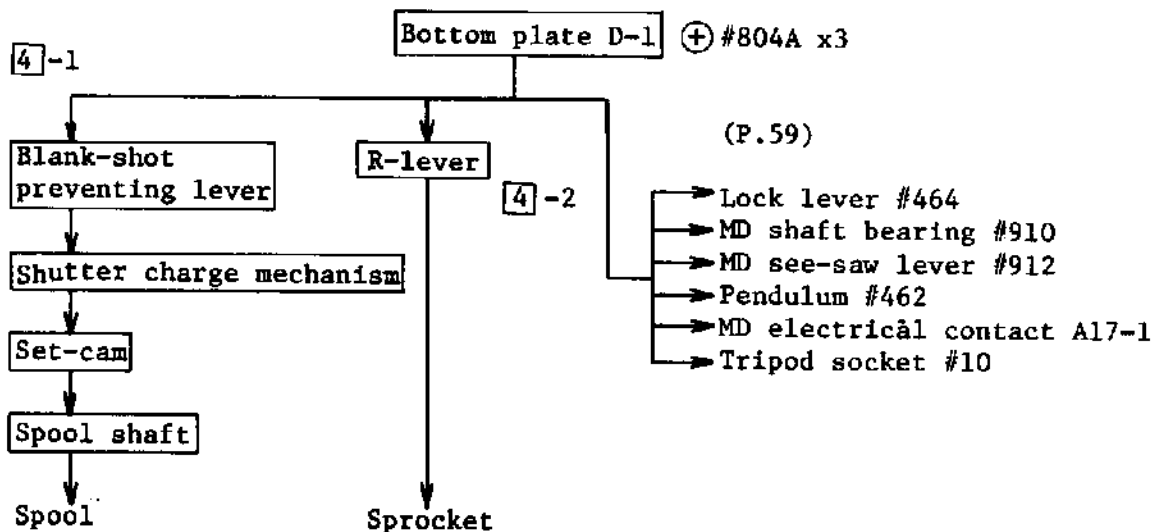 Bottom plate D-1 ⊕ #804A x3
4-1
(P.59)
Blank-shot
preventing lever
R-lever
4-2
Lock lever #464
MD shaft bearing #910
MD see-saw lever #912
Pendulum #462
MD electrical contact A17-1
Tripod socket #10
Shutter charge mechanism
Set-cam
Spool shaft
Spool
Sprocket